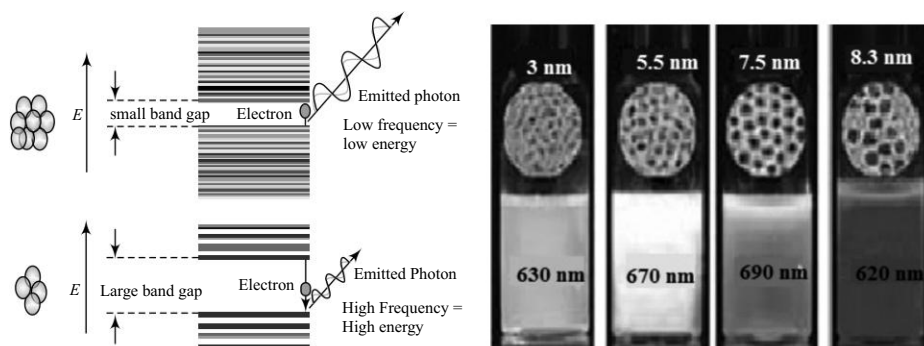 E
small band gap
Electron
Emitted photon
Low frequency =
low energy
E
Large band gap
Electron
Emitted Photon
High Frequency =
High energy
3 nm
5.5 nm
7.5 nm
8.3 nm
630 nm
670 nm
690 nm
620 nm